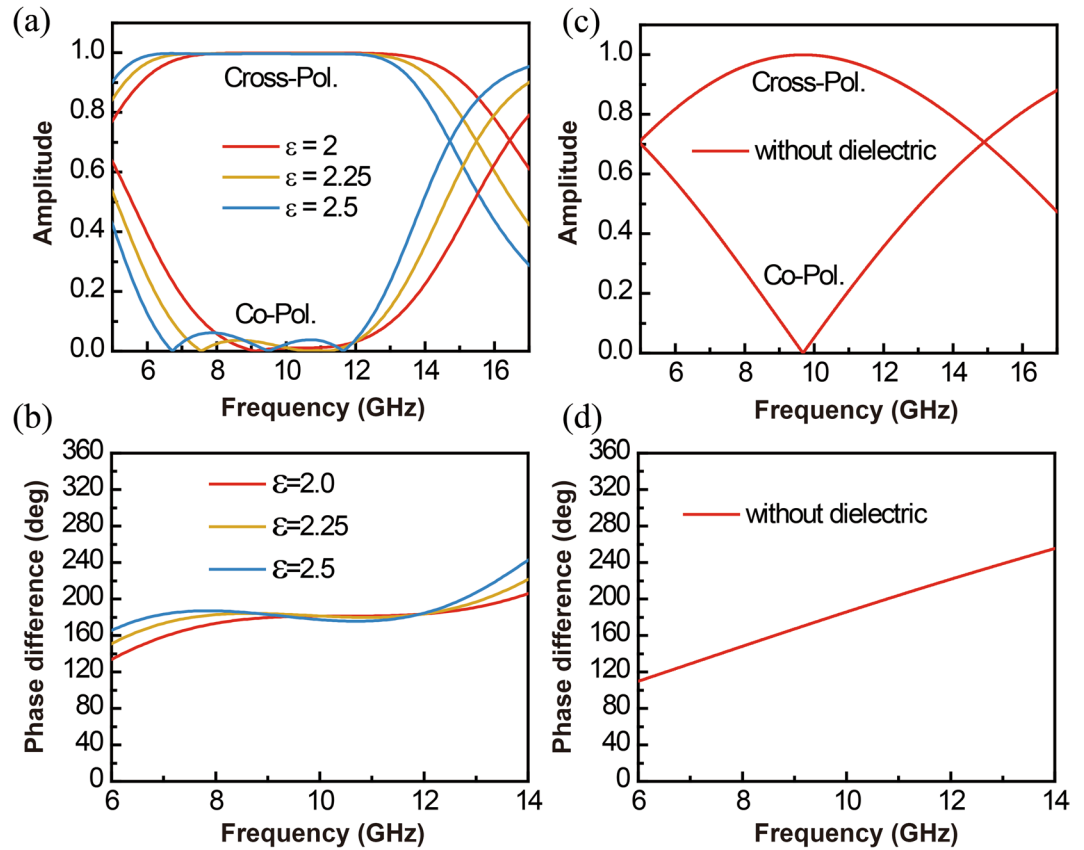 (a)
Amplitude
1.0
0.8
0.6
0.4
0.2
0.0
Cross-Pol.
ε = 2
ε = 2.25
ε = 2.5
Co-Pol.
6 8 10 12 14 16
Frequency (GHz)
(c)
Amplitude
1.0
0.8
0.6
0.4
0.2
0.0
Cross-Pol.
without dielectric
Co-Pol.
6 8 10 12 14 16
Frequency (GHz)
(b)
Phase difference (deg)
360
320
280
240
200
160
120
80
40
0
ε=2.0
ε=2.25
ε=2.5
6 8 10 12 14
Frequency (GHz)
(d)
Phase difference (deg)
360
320
280
240
200
160
120
80
40
0
without dielectric
6 8 10 12 14
Frequency (GHz)